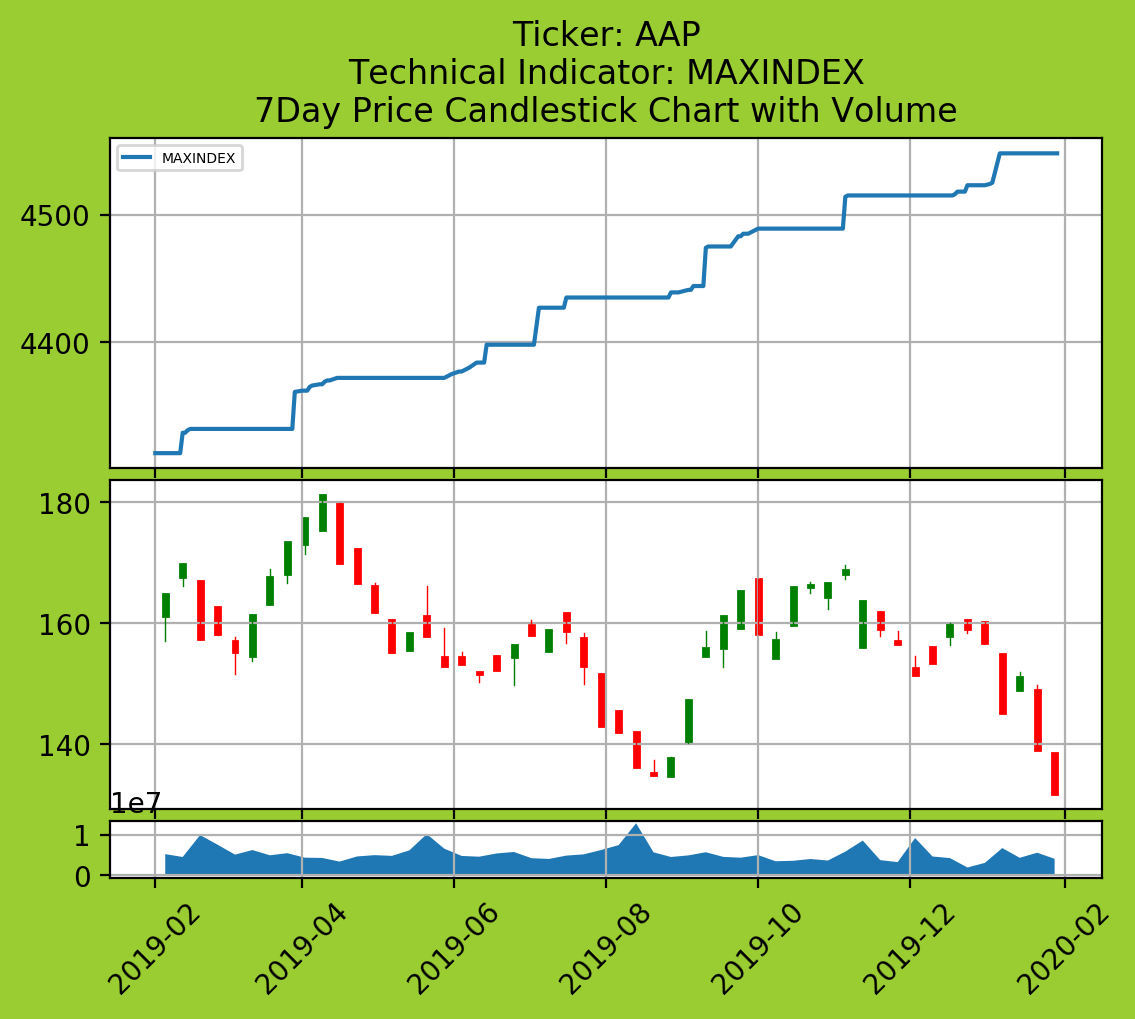 Ticker: AAP
Technical Indicator: MAXINDEX
7Day Price Candlestick Chart with Volume
MAXINDEX
4500
4400
180
160
140
1e7
1
0
2019-02
2019-04
2019-06
2019-08
2019-10
2019-12
2020-02